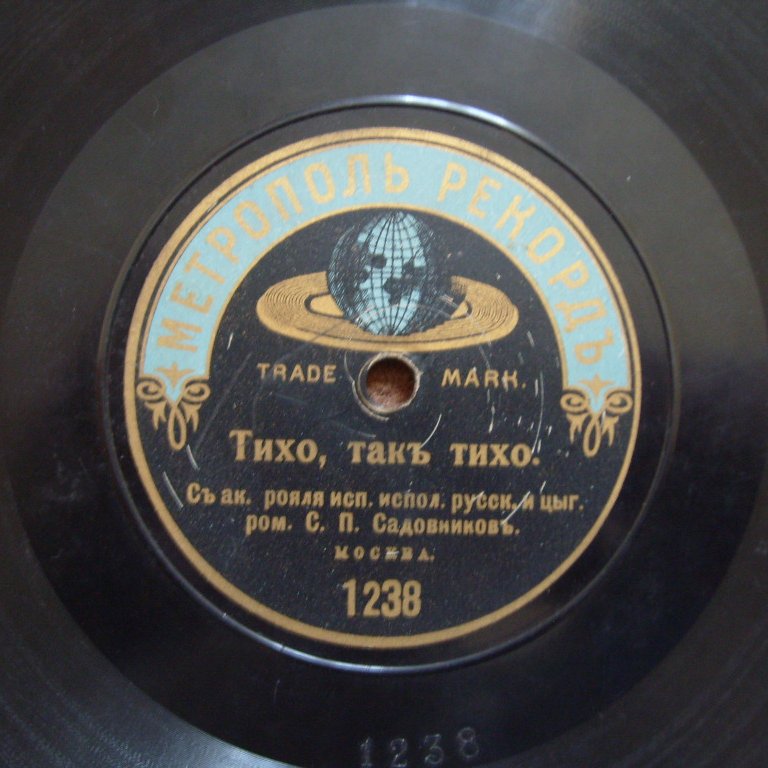 МЕТРОПОЛЬ РЕКОРДЪ
TRADE MARK.
Тихо, такъ тихо.
Съ ак. рояля исп. испол. русск. и цыг.
ром. С. П. Садовниковъ.
МОСКВА.
1238
1238